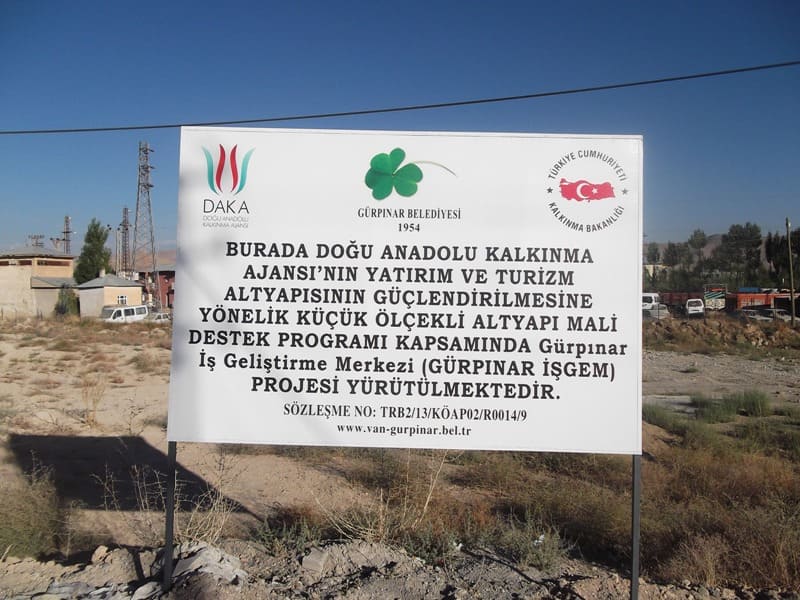 DAKA
DOĞU ANADOLU
KALKINMA AJANSI
GÜRPINAR BELEDİYESİ
1954
TÜRKİYE CUMHURİYETİ
KALKINMA BAKANLIĞI
BURADA DOĞU ANADOLU KALKINMA
AJANSI'NIN YATIRIM VE TURİZM
ALTYAPISININ GÜÇLENDİRİLMESİNE
YÖNELİK KÜÇÜK ÖLÇEKLİ ALTYAPI MALİ
DESTEK PROGRAMI KAPSAMINDA Gürpınar
İş Geliştirme Merkezi (GÜRPINAR İŞGEM)
PROJESİ YÜRÜTÜLMEKTEDİR.
SÖZLEŞME NO: TRB2/13/KÖAP02/R0014/9
www.van-gurpinar.bel.tr